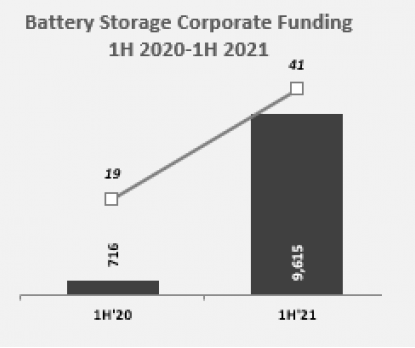 Battery Storage Corporate Funding
1H 2020-1H 2021
41
19
716
9,615
1H'20
1H'21